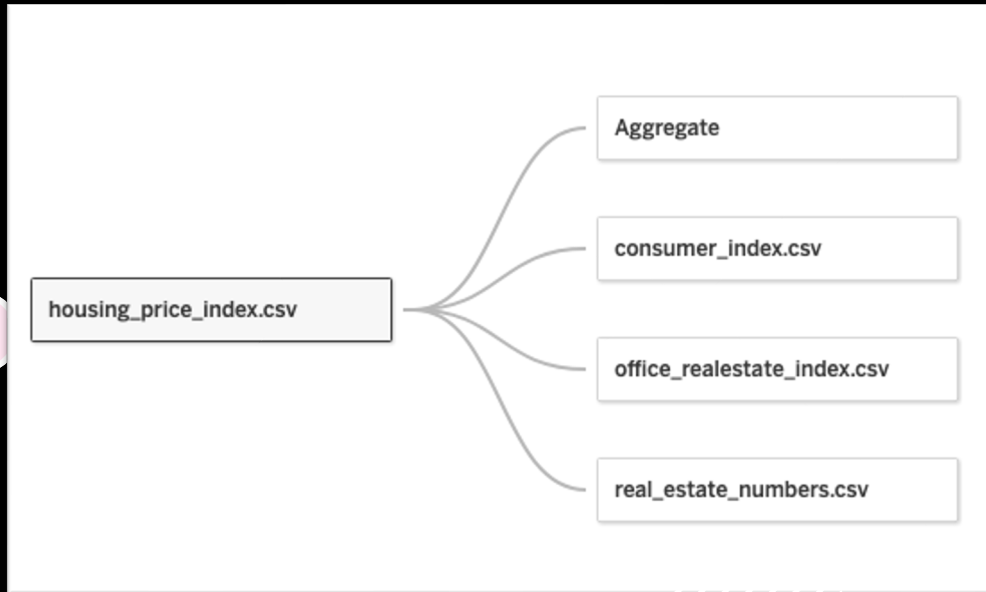 Aggregate
consumer_index.csv
housing_price_index.csv
office_realestate_index.csv
real_estate_numbers.csv